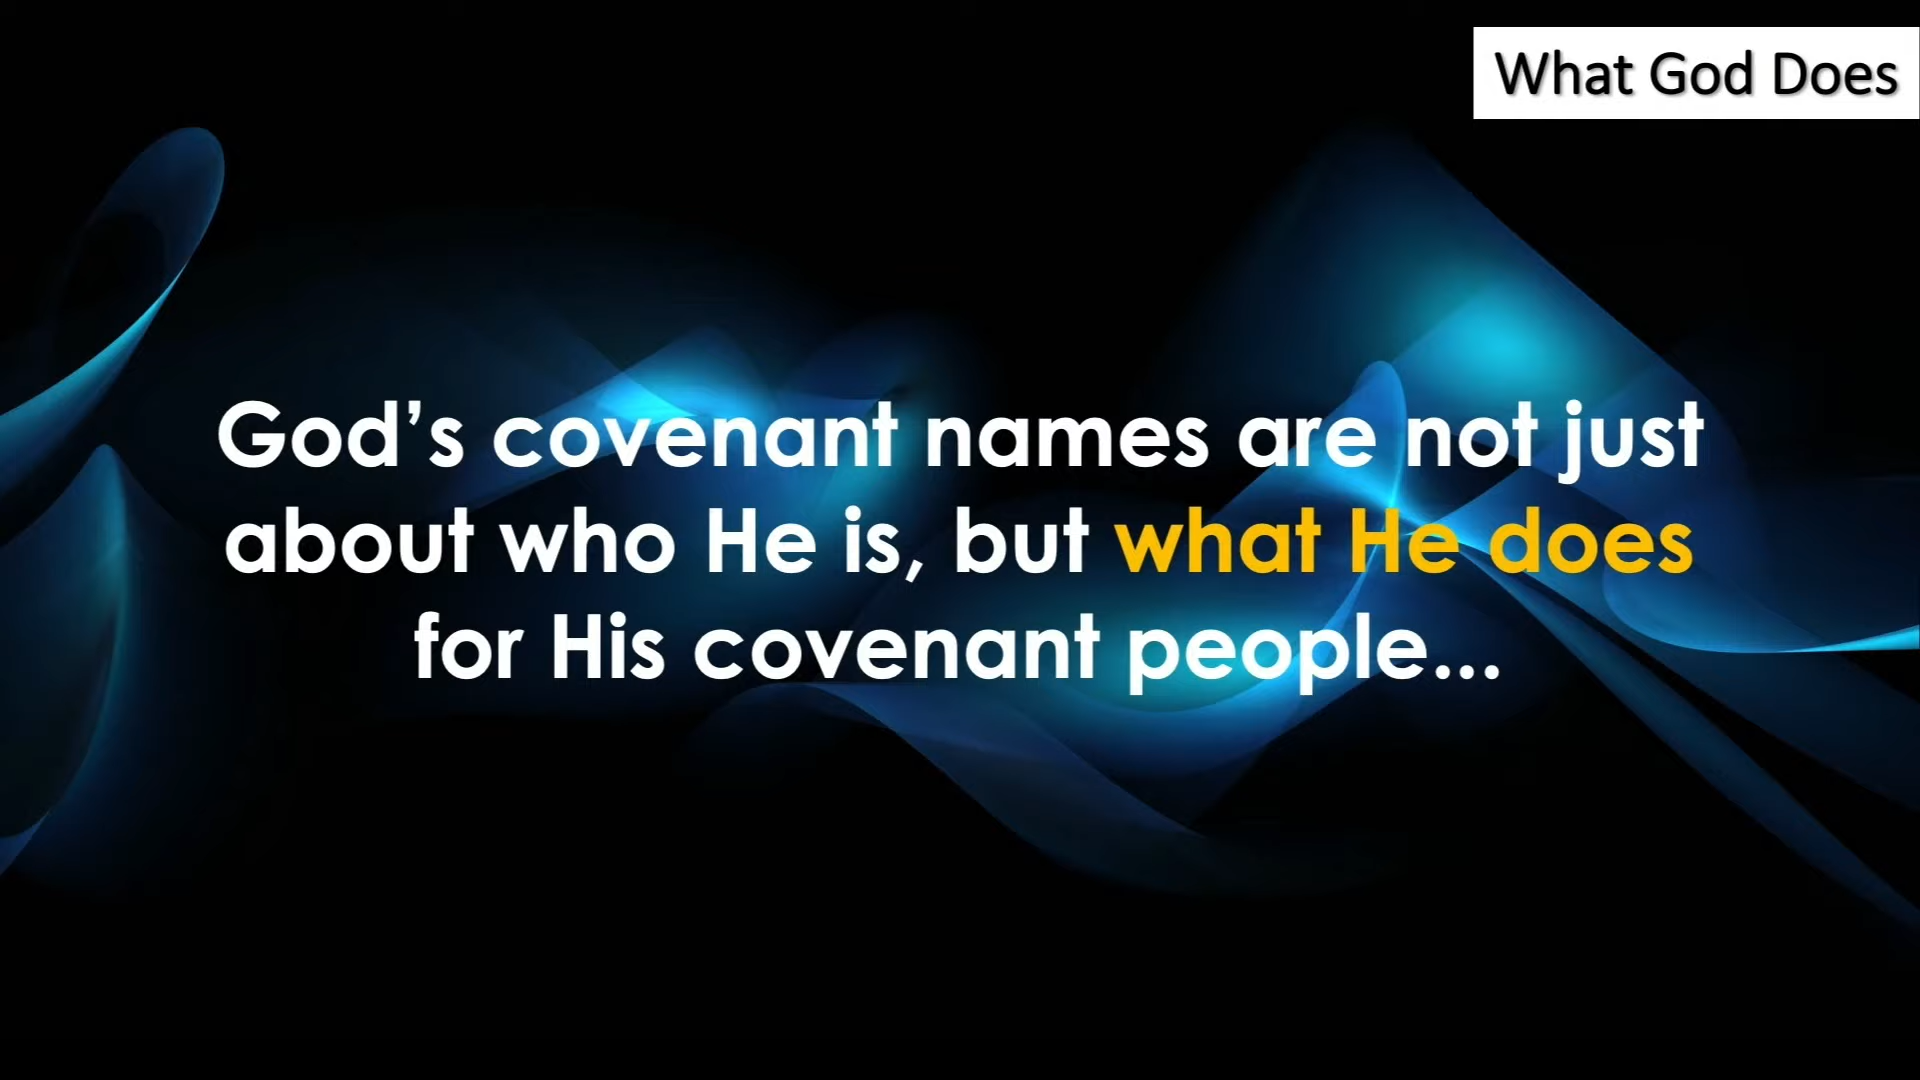 What God Does
God’s covenant names are not just
about who He is, but what He does
for His covenant people...